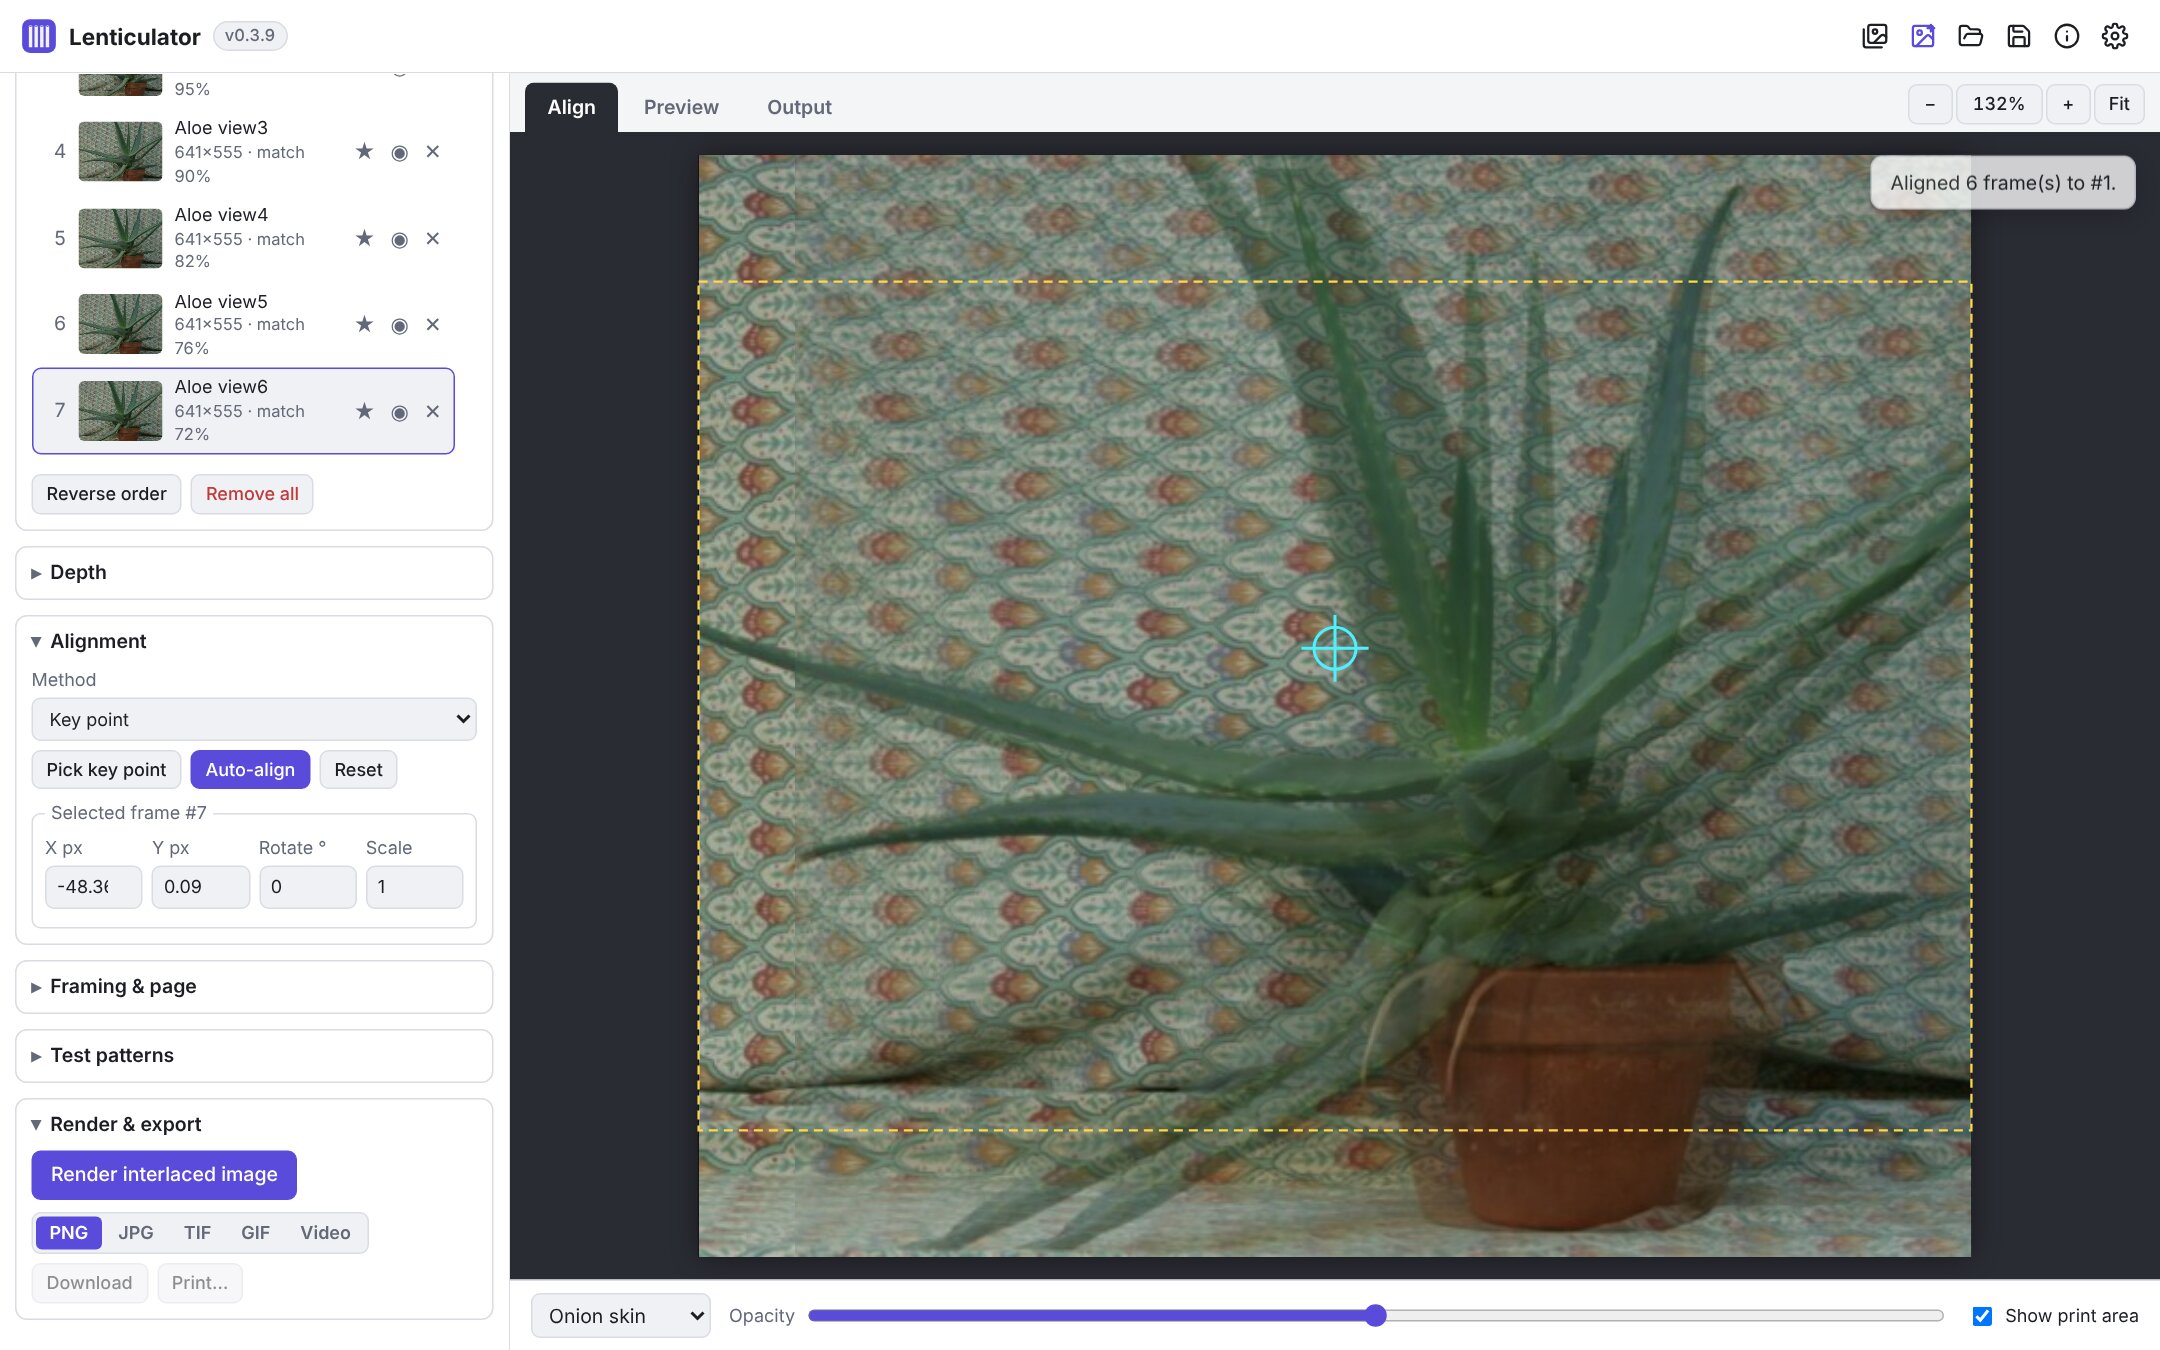 Lenticulator v0.3.9
95%
Align Preview Output
− 132% + Fit
4 Aloe view3
641×555 · match
90%
5 Aloe view4
641×555 · match
82%
6 Aloe view5
641×555 · match
76%
7 Aloe view6
641×555 · match
72%
Reverse order Remove all
Depth
Alignment
Method
Key point
Pick key point Auto-align Reset
Selected frame #7
X px Y px Rotate ° Scale
-48.36 0.09 0 1
Framing & page
Test patterns
Render & export
Render interlaced image
PNG JPG TIF GIF Video
Download Print...
Aligned 6 frame(s) to #1.
Onion skin Opacity Show print area